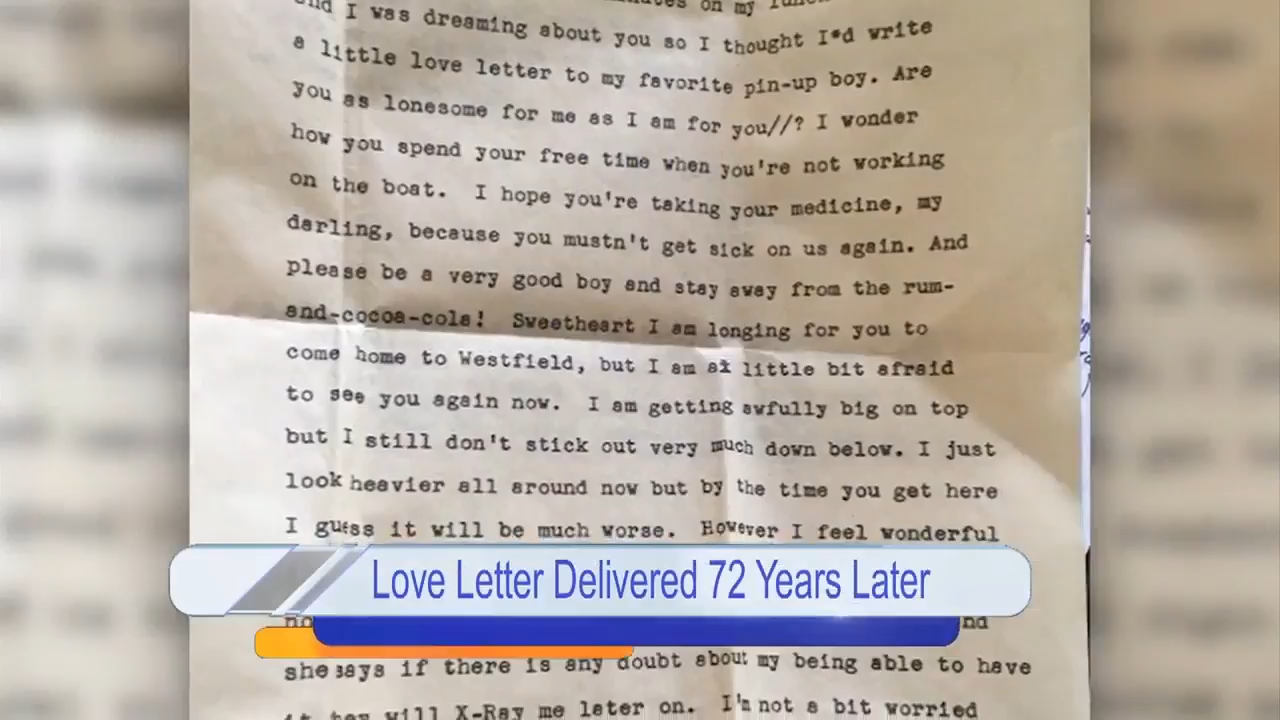 on my
and I was dreaming about you so I thought I*d write
a little love letter to my favorite pin-up boy. Are
you as lonesome for me as I am for you//? I wonder
how you spend your free time when you're not working
on the boat. I hope you're taking your medicine, my
darling, because you mustn't get sick on us again. And
please be a very good boy and stay away from the rum-
and-cocoa-cola! Sweetheart I am longing for you to
come home to Westfield, but I am a little bit afraid
to see you again now. I am getting awfully big on top
but I still don't stick out very much down below. I just
look heavier all around now but by the time you get here
I guess it will be much worse. However I feel wonderful
Love Letter Delivered 72 Years Later
she says if there is any doubt about my being able to have
it they will X-Ray me later on. I'm not a bit worried